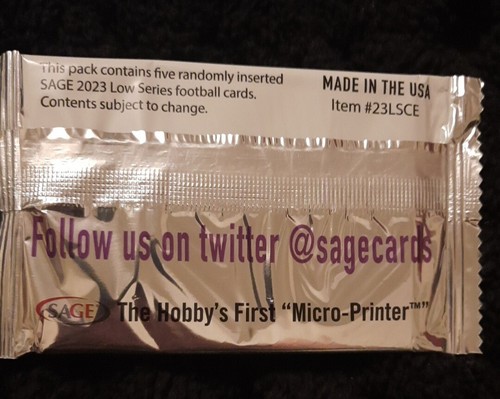 This pack contains five randomly inserted
SAGE 2023 Low Series football cards.
Contents subject to change.
MADE IN THE USA
Item #23LSCE
Follow us on twitter @sagecards
SAGE The Hobby's First “Micro-Printer™”